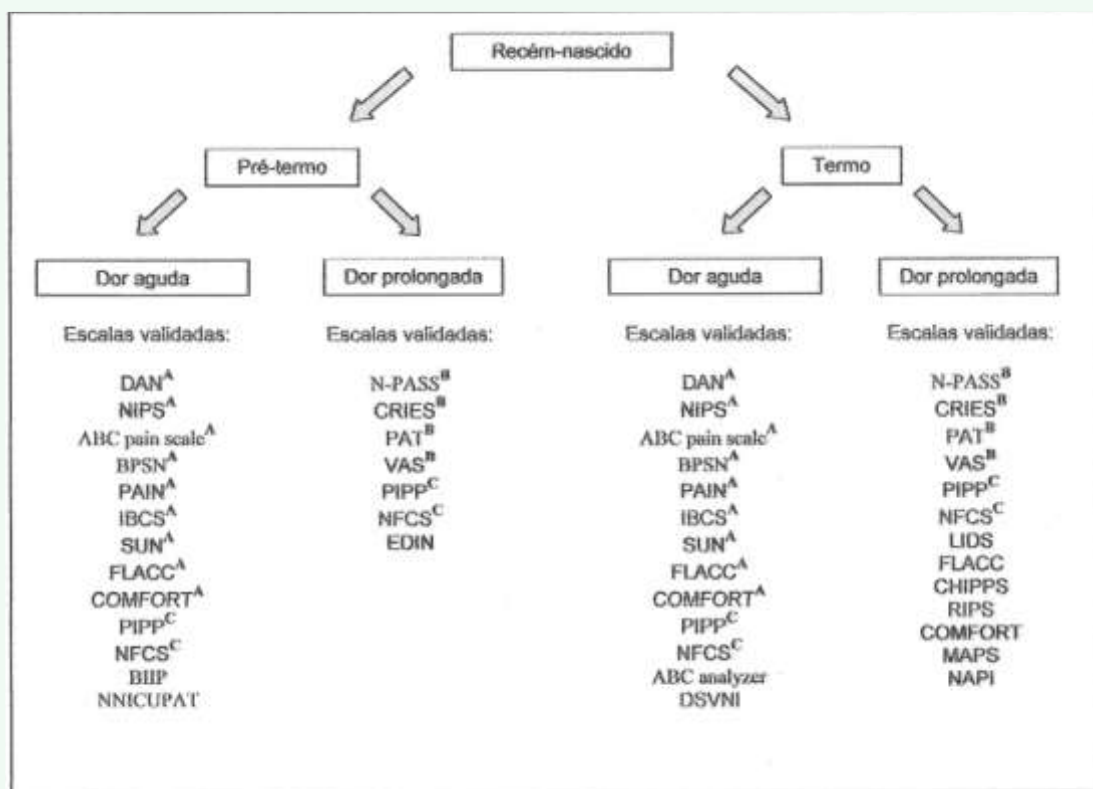 Recém-nascido
Pré-termo
Termo
Dor aguda
Dor prolongada
Dor aguda
Dor prolongada
Escalas validadas:
DAN^A
NIPS^A
ABC pain scale^A
BPSN^A
PAIN^A
IBCS^A
SUN^A
FLACC^A
COMFORT^A
PIPP^C
NFCS^C
BIIP
NNICUPAT
Escalas validadas:
N-PASS^B
CRIES^B
PAT^B
VAS^B
PIPP^C
NFCS^C
EDIN
Escalas validadas:
DAN^A
NIPS^A
ABC pain scale^A
BPSN^A
PAIN^A
IBCS^A
SUN^A
FLACC^A
COMFORT^A
PIPP^C
NFCS^C
ABC analyzer
DSVNI
Escalas validadas:
N-PASS^B
CRIES^B
PAT^B
VAS^B
PIPP^C
NFCS^C
LIDS
FLACC
CHIPPS
RIPS
COMFORT
MAPS
NAPI